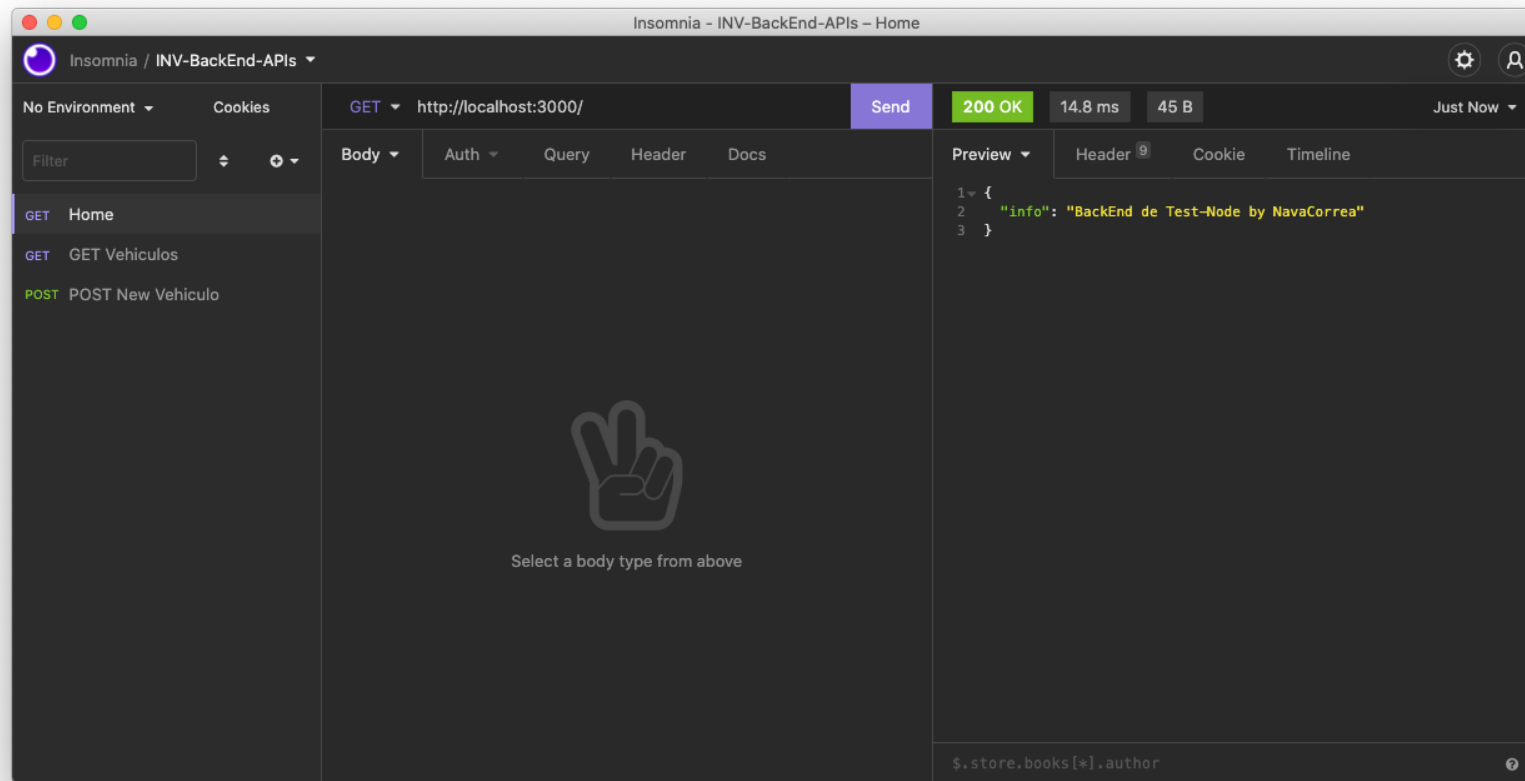 Insomnia - INV-BackEnd-APIs – Home
Insomnia / INV-BackEnd-APIs
No Environment Cookies
GET http://localhost:3000/ Send
200 OK 14.8 ms 45 B Just Now
Filter
Body Auth Query Header Docs
Preview Header 9 Cookie Timeline
GET Home
GET GET Vehiculos
POST POST New Vehiculo
1 {
2 "info": "BackEnd de Test-Node by NavaCorrea"
3 }
Select a body type from above
$.store.books[*].author